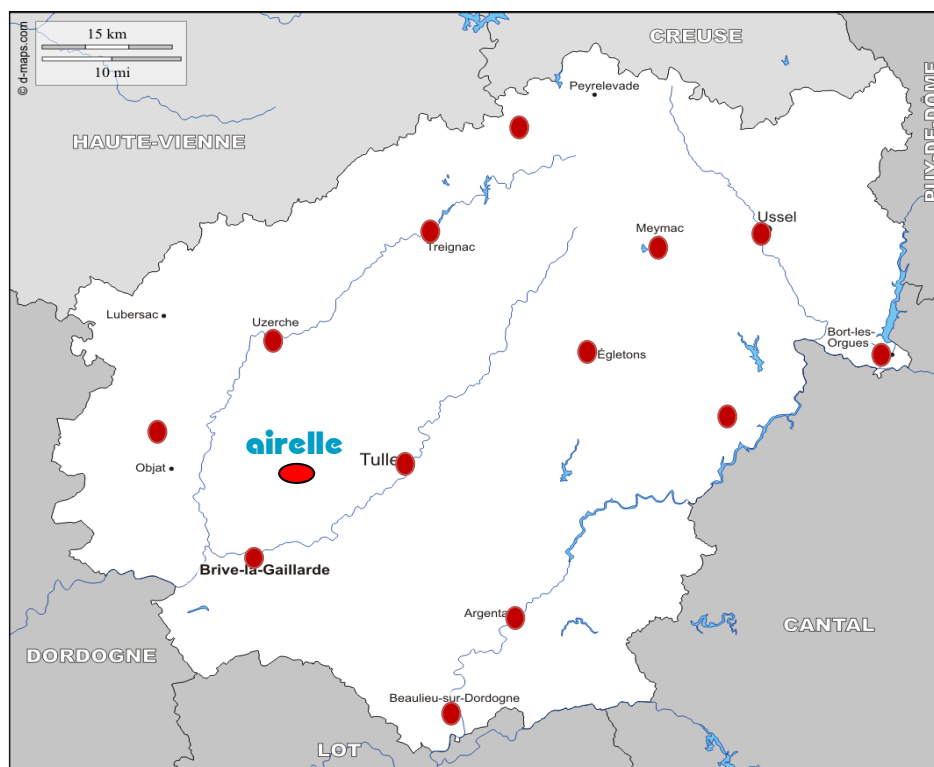 © d-maps.com
15 km
10 mi
CREUSE
HAUTE-VIENNE
PUY-DE-DÔME
Peyrelevade
Ussel
Meymac
Treignac
Lubersac
Uzerche
Bort-les-
Orgues
Égletons
airelle
Tulle
Objat
Brive-la-Gaillarde
Argenta
CANTAL
DORDOGNE
Beaulieu-sur-Dordogne
LOT